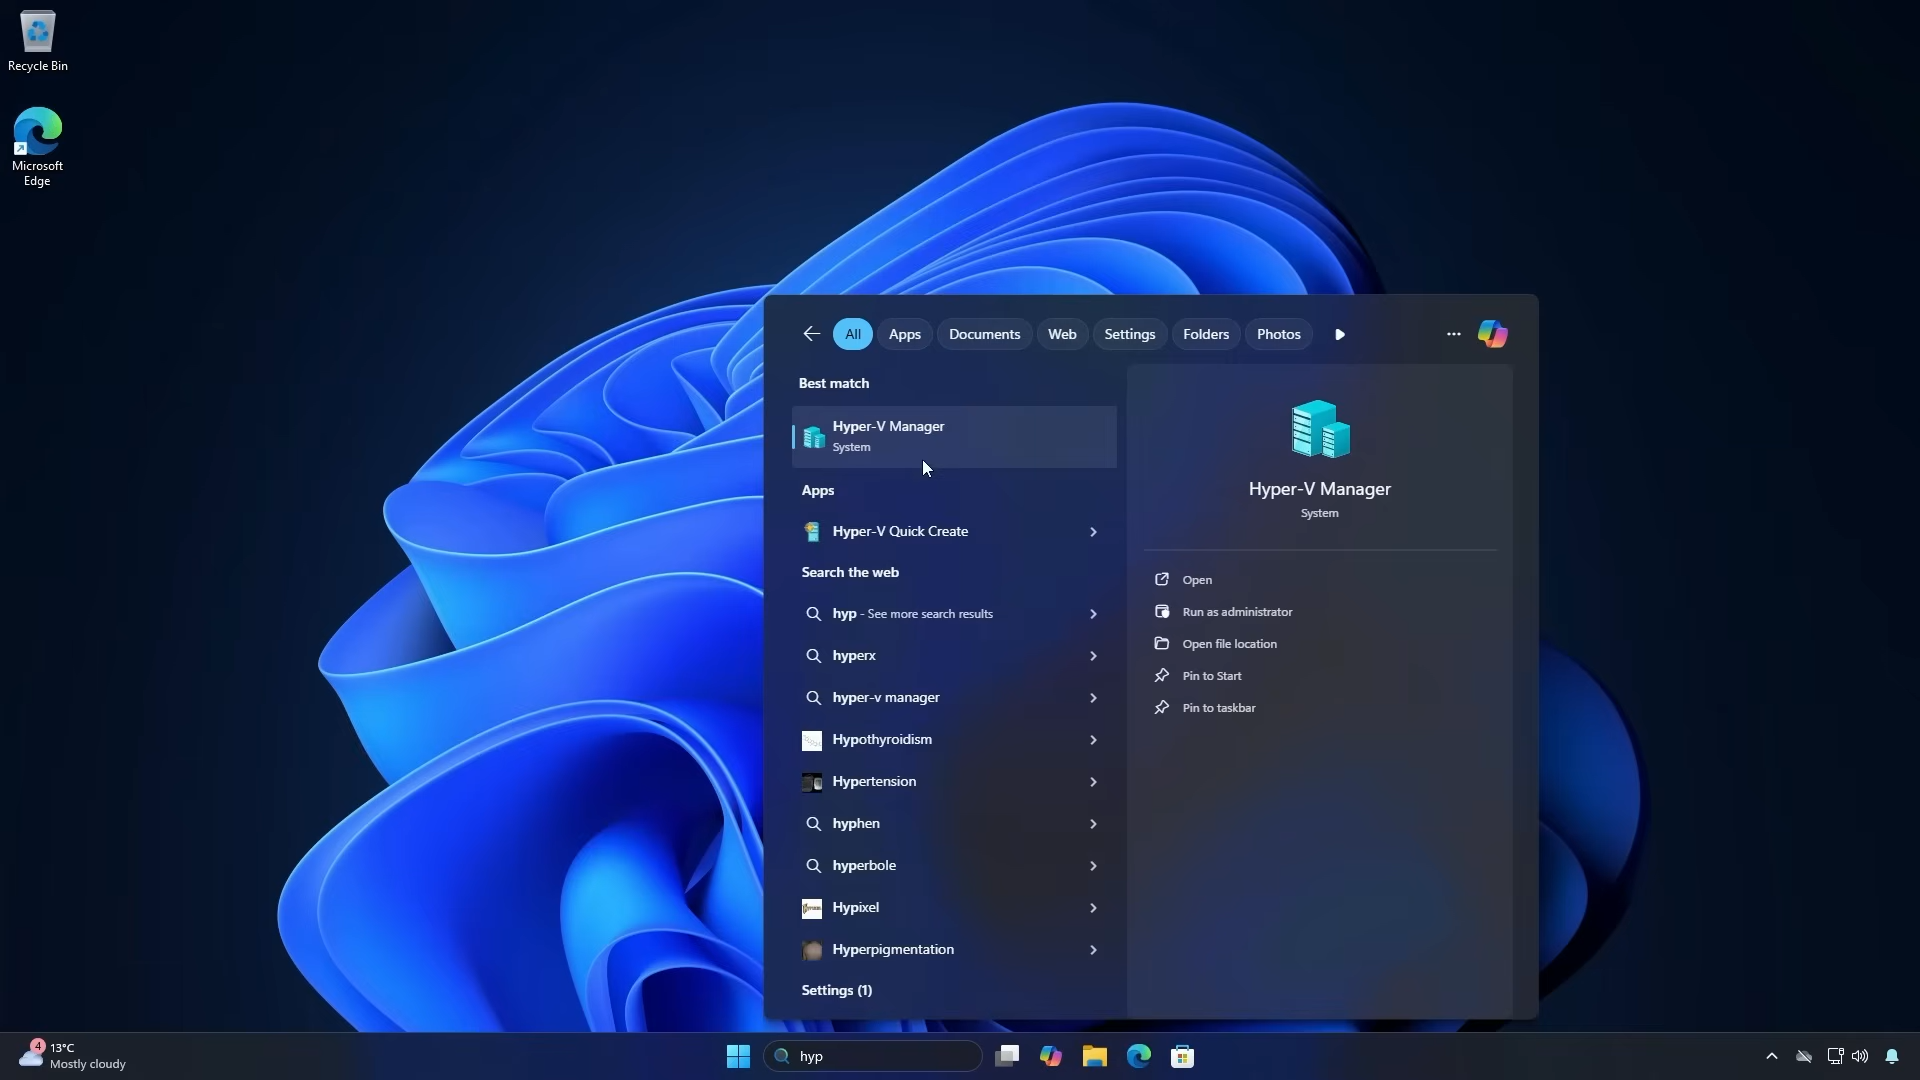 Recycle Bin
Microsoft
Edge
All Apps Documents Web Settings Folders Photos
Best match
Hyper-V Manager
System
Apps
Hyper-V Quick Create
Search the web
hyp - See more search results
hyperx
hyper-v manager
Hypothyroidism
Hypertension
hyphen
hyperbole
Hypixel
Hyperpigmentation
Settings (1)
Hyper-V Manager
System
Open
Run as administrator
Open file location
Pin to Start
Pin to taskbar
4
13°C
Mostly cloudy
hyp